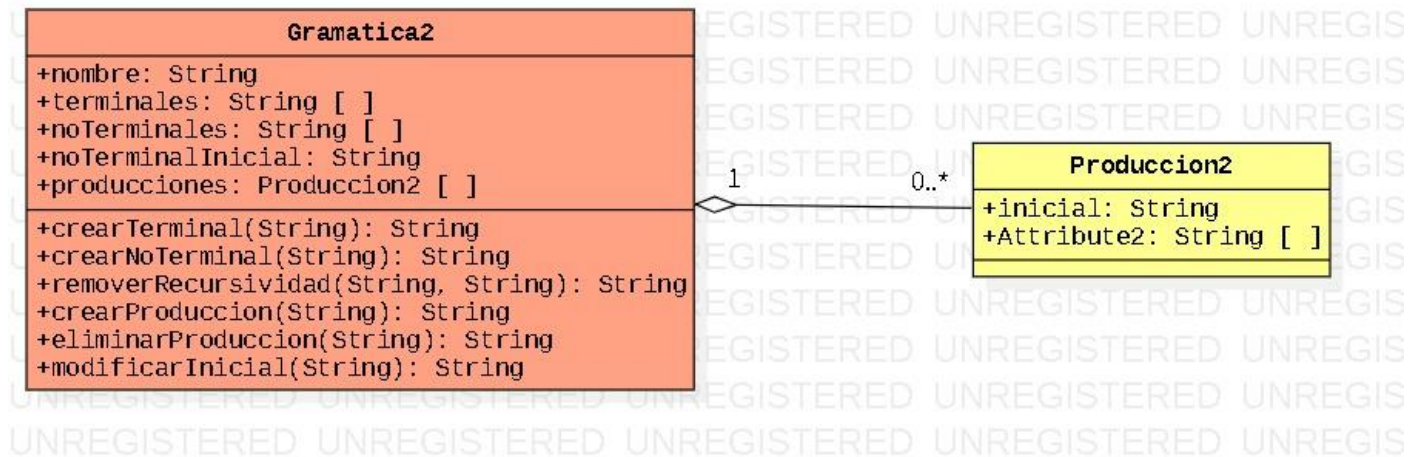 Gramatica2
+nombre: String
+terminales: String [ ]
+noTerminales: String [ ]
+noTerminalInicial: String
+producciones: Produccion2 [ ]
+crearTerminal(String): String
+crearNoTerminal(String): String
+removerRecursividad(String, String): String
+crearProduccion(String): String
+eliminarProduccion(String): String
+modificarInicial(String): String
1
0..*
Produccion2
+inicial: String
+Attribute2: String [ ]
UNREGISTERED UNREGISTERED UNREGISTERED UNREGISTERED UNREGIS